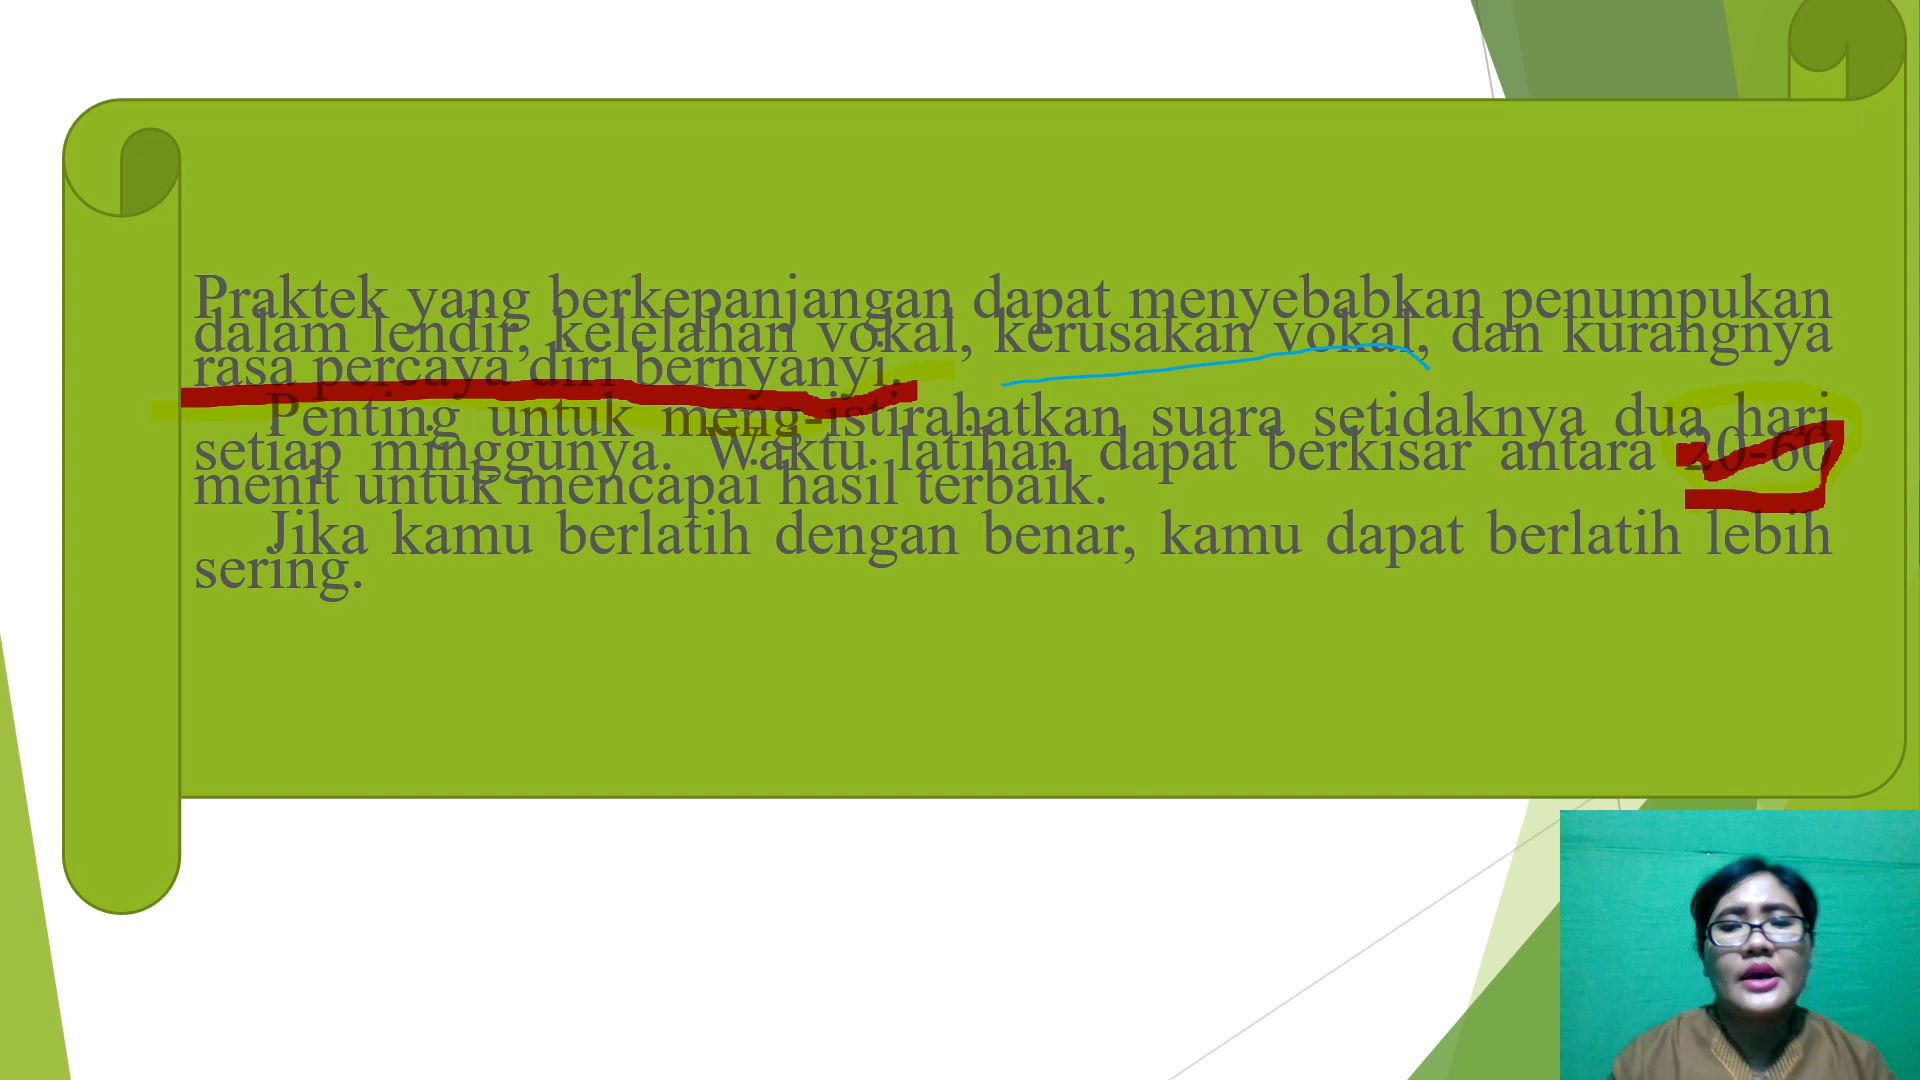 Praktek yang berkepanjangan dapat menyebabkan penumpukan
dalam lendir, kelelahan vokal, kerusakan vokal, dan kurangnya
rasa percaya diri bernyanyi.
Penting untuk meng-istirahatkan suara setidaknya dua hari
setiap minggunya. Waktu latihan dapat berkisar antara 20-60
menit untuk mencapai hasil terbaik.
Jika kamu berlatih dengan benar, kamu dapat berlatih lebih
sering.